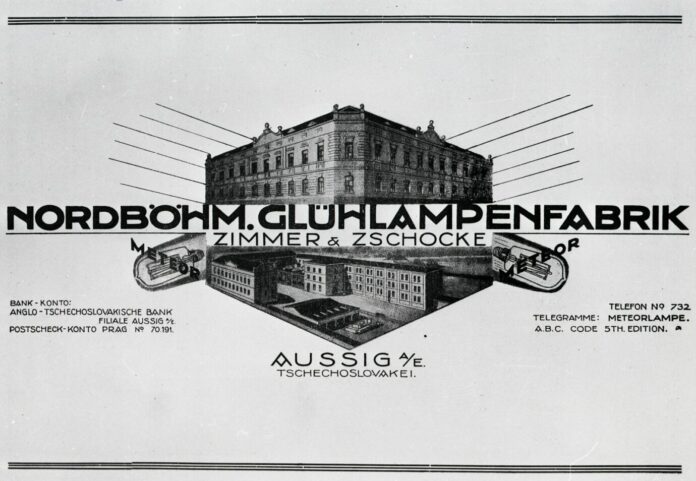 NORDBÖHM. GLÜHLAMPENFABRIK
ZIMMER & ZSCHOCKE
METEOR
METEOR
BANK-KONTO:
ANGLO-TSCHECHOSLOVAKISCHE BANK
FILIALE AUSSIG A/E.
POSTSCHECK-KONTO PRAG Nº 70.191.
TELEFON Nº 732
TELEGRAMME: METEORLAMPE.
A.B.C. CODE 5TH. EDITION.
AUSSIG A/E.
TSCHECHOSLOVAKEI.